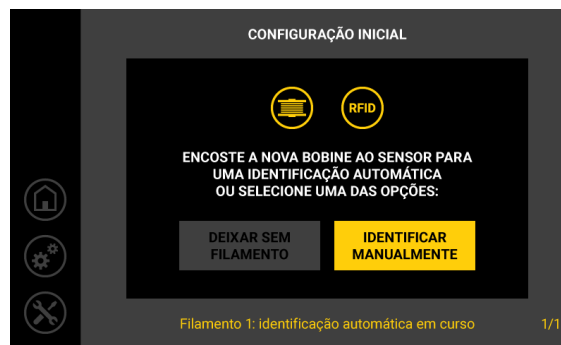 CONFIGURAÇÃO INICIAL
RFID
ENCOSTE A NOVA BOBINE AO SENSOR PARA
UMA IDENTIFICAÇÃO AUTOMÁTICA
OU SELECIONE UMA DAS OPÇÕES:
DEIXAR SEM
FILAMENTO
IDENTIFICAR
MANUALMENTE
Filamento 1: identificação automática em curso
1/1